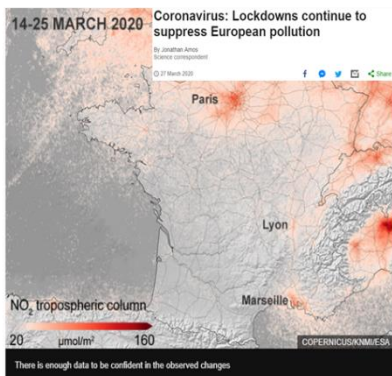 14-25 MARCH 2020
Coronavirus: Lockdowns continue to
suppress European pollution
By Jonathan Amos
Science correspondent
27 March 2020
Share
Paris
Lyon
Marseille
NO₂ tropospheric column
20 µmol/m² 160
COPERNICUS/KNMI/ESA
There is enough data to be confident in the observed changes